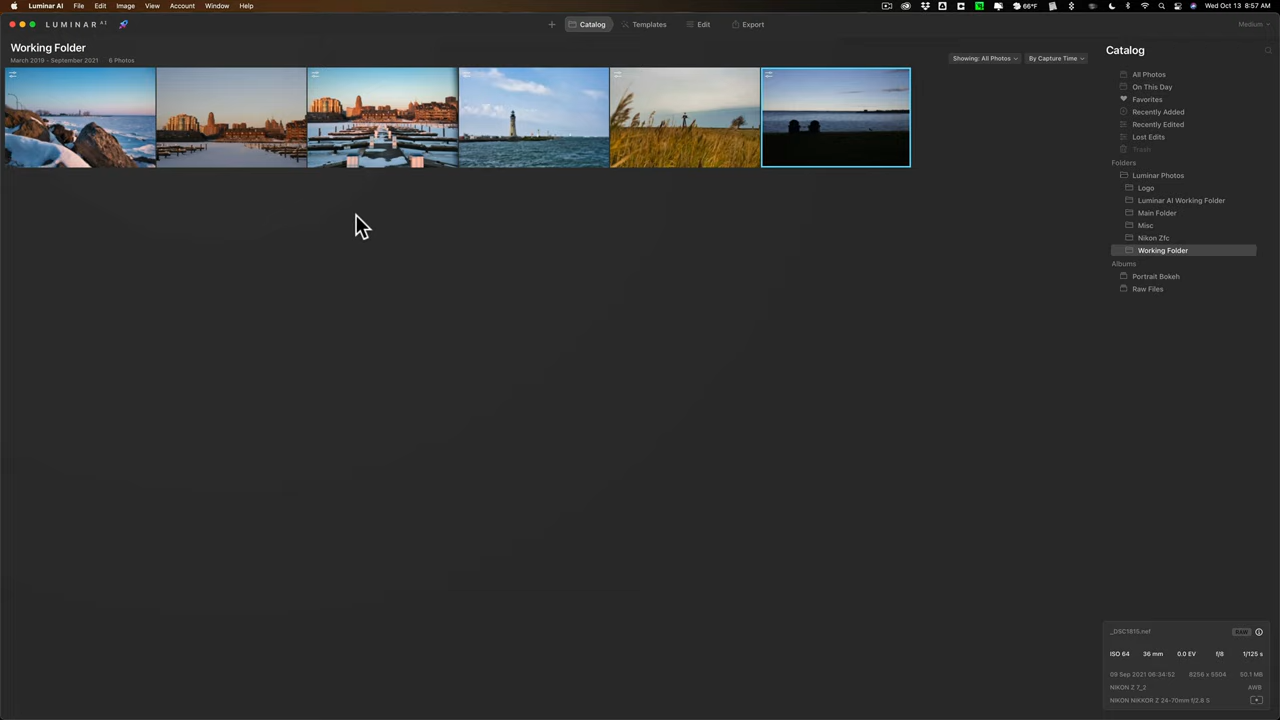 Luminar AI File Edit Image View Account Window Help 66°F Wed Oct 13 8:57 AM
LUMINAR AI Catalog Templates Edit Export Medium
Working Folder
March 2019 - September 2021 6 Photos
Showing: All Photos By Capture Time
Catalog
All Photos
On This Day
Favorites
Recently Added
Recently Edited
Lost Edits
Trash
Folders
Luminar Photos
Logo
Luminar AI Working Folder
Main Folder
Misc
Nikon Zfc
Working Folder
Albums
Portrait Bokeh
Raw Files
_DSC1815.nef RAW
ISO 64 36 mm 0.0 EV f/8 1/125 s
09 Sep 2021 06:34:52 8256 x 5504 50.1 MB
NIKON Z 7_2 AWB
NIKON NIKKOR Z 24-70mm f/2.8 S